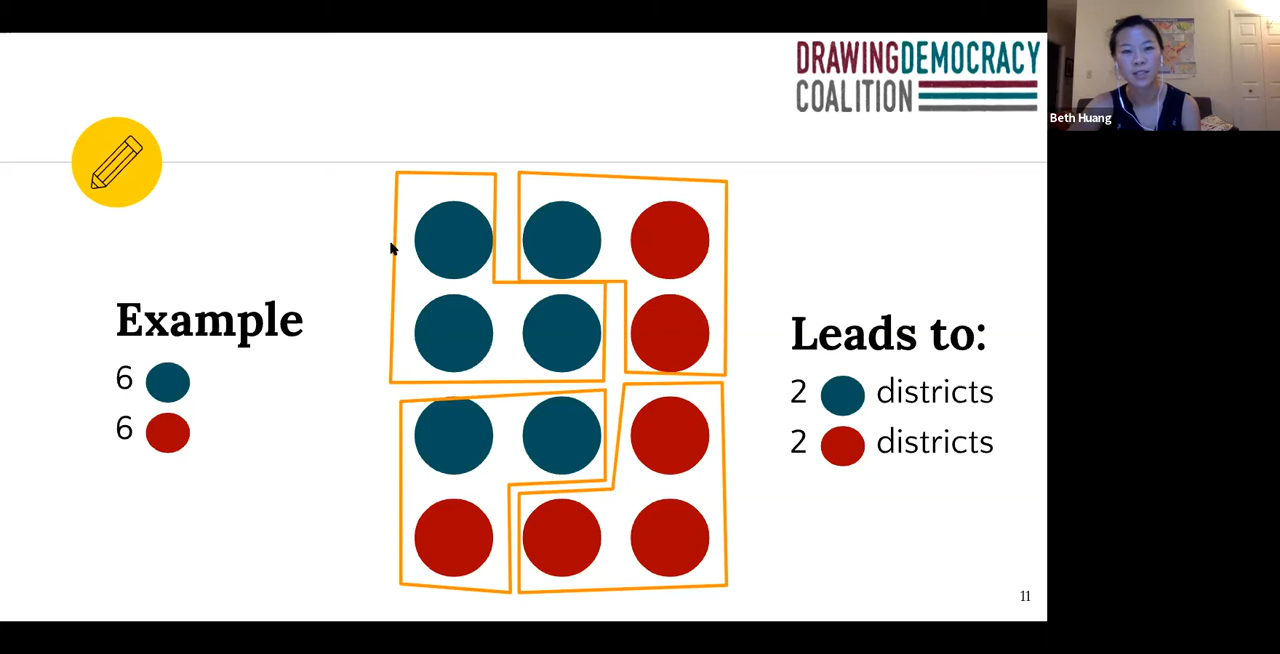 DRAWINGDEMOCRACY
COALITION
Beth Huang
Example
6
6
Leads to:
2 districts
2 districts
11